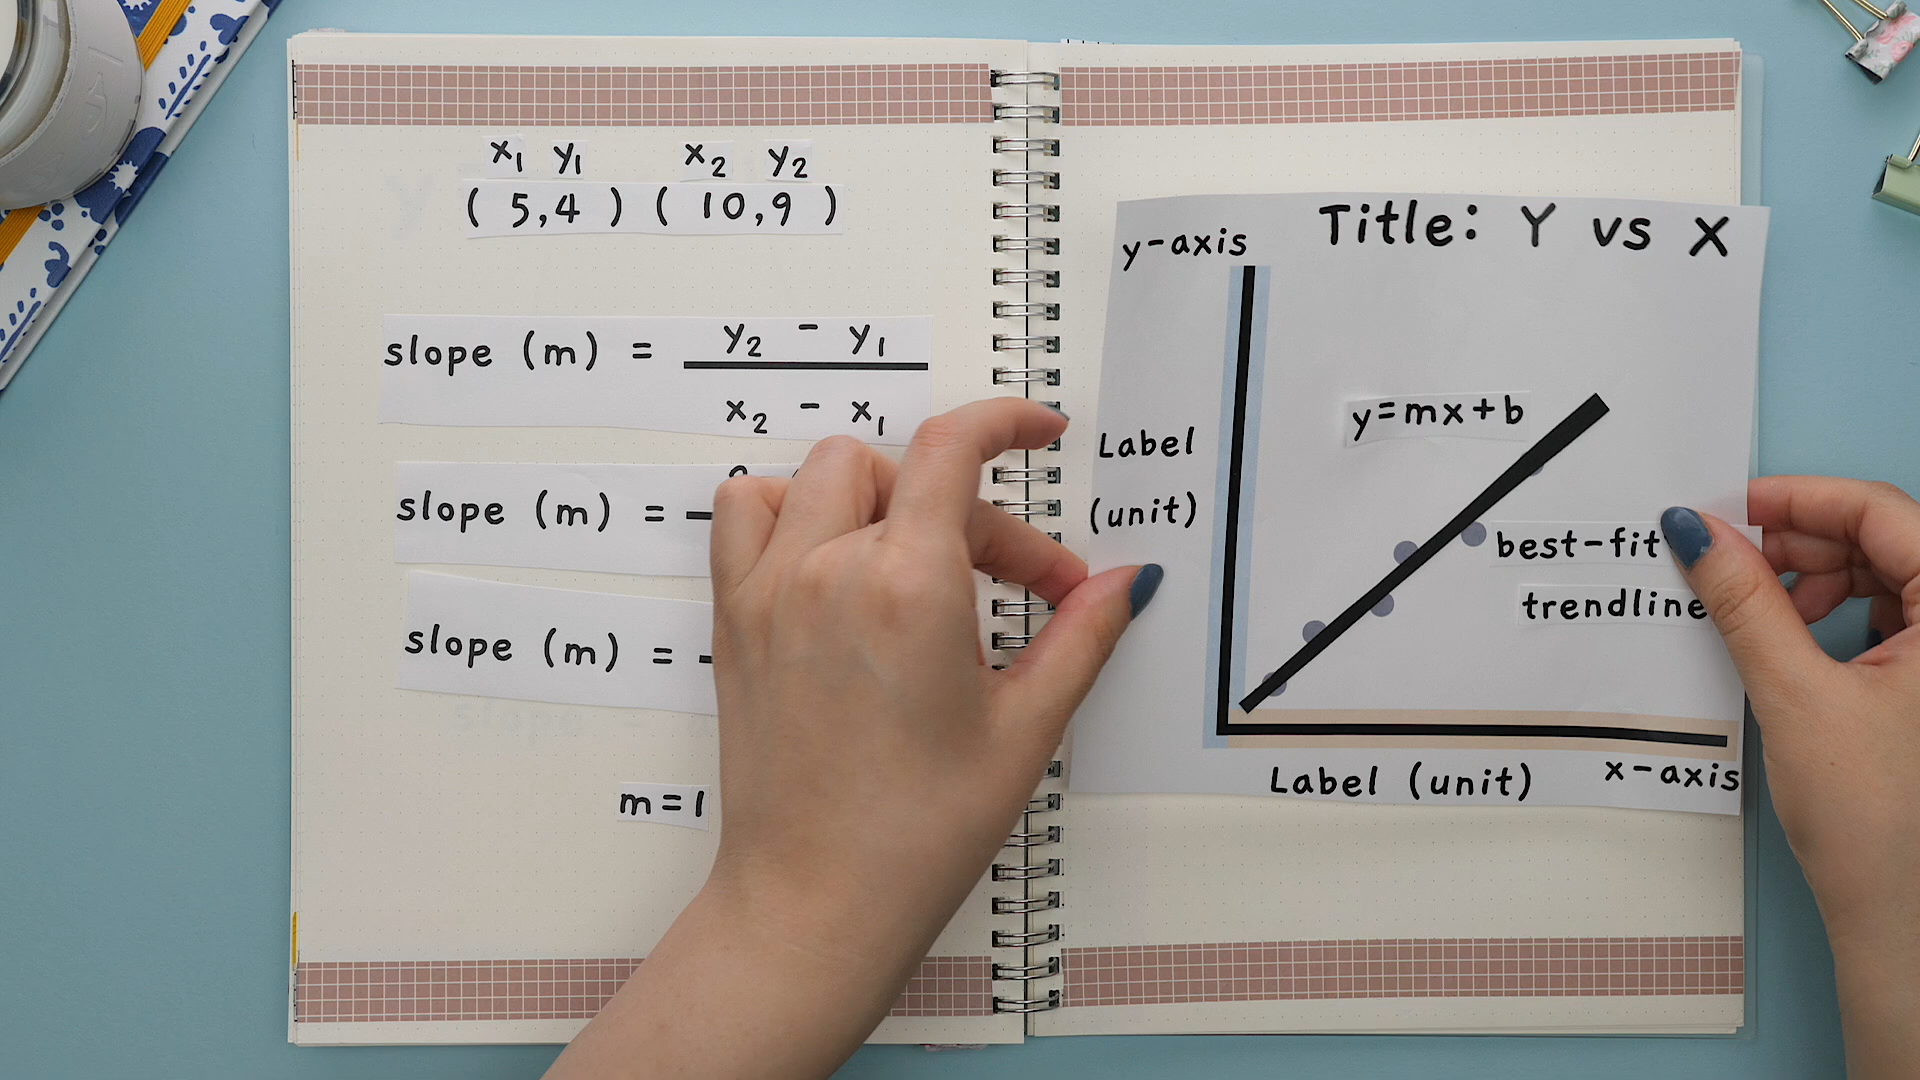 x1 y1 x2 y2
( 5,4 ) ( 10,9 )
slope (m) = y2 - y1
x2 - x1
slope (m) =
slope (m) =
m=1
Title: Y vs X
y-axis
y=mx+b
Label
(unit)
best-fit
trendline
Label (unit)
x-axis